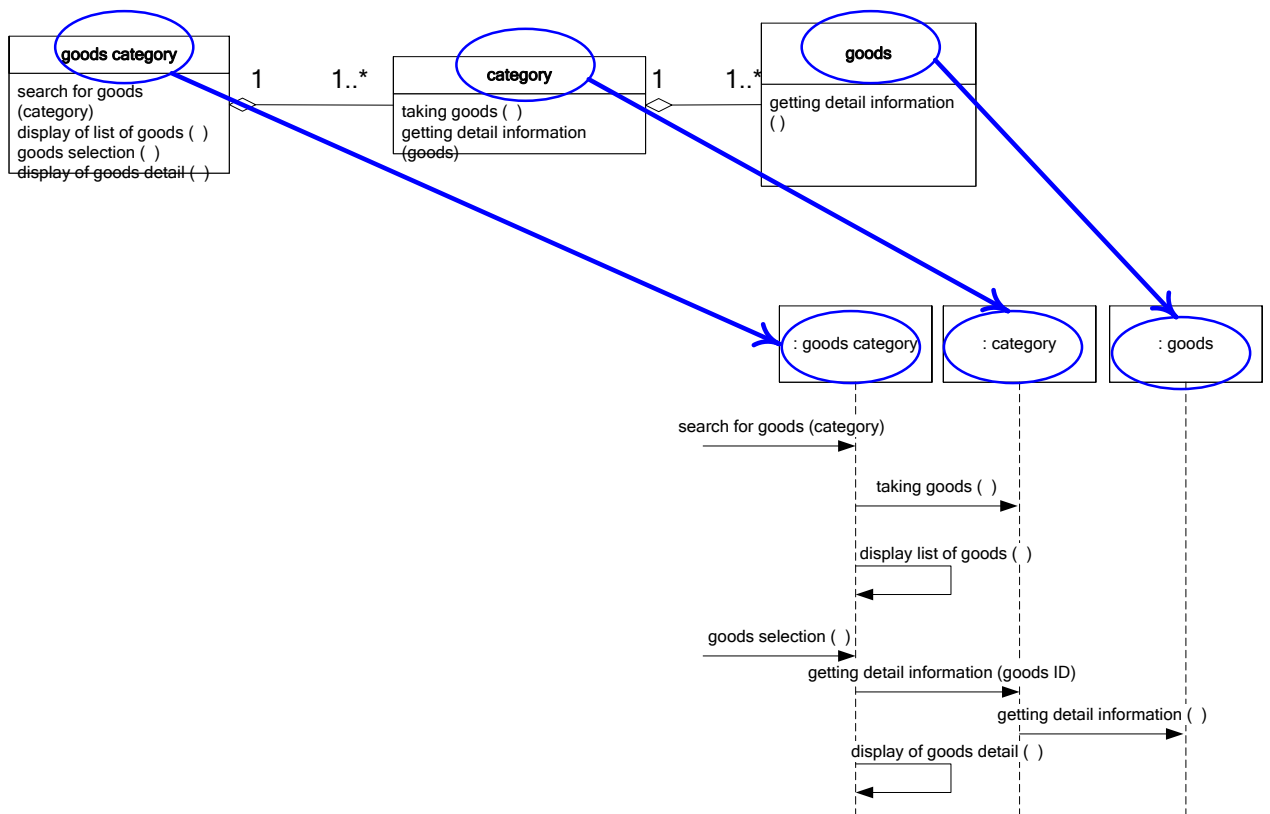 goods category
search for goods
(category)
display of list of goods ( )
goods selection ( )
display of goods detail ( )
1
1..*
category
taking goods ( )
getting detail information
(goods)
1
1..*
goods
getting detail information
( )
: goods category
: category
: goods
search for goods (category)
taking goods ( )
display list of goods ( )
goods selection ( )
getting detail information (goods ID)
getting detail information ( )
display of goods detail ( )